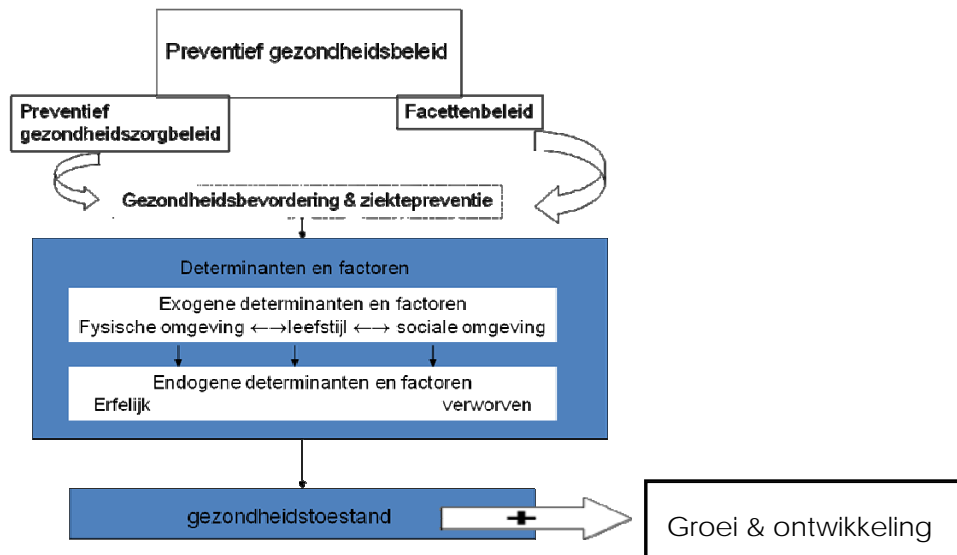 Preventief gezondheidsbeleid
Preventief
gezondheidszorgbeleid
Facettenbeleid
Gezondheidsbevordering & ziektepreventie
Determinanten en factoren
Exogene determinanten en factoren
Fysische omgeving ←→leefstijl ←→ sociale omgeving
Endogene determinanten en factoren
Erfelijk verworven
gezondheidstoestand
Groei & ontwikkeling